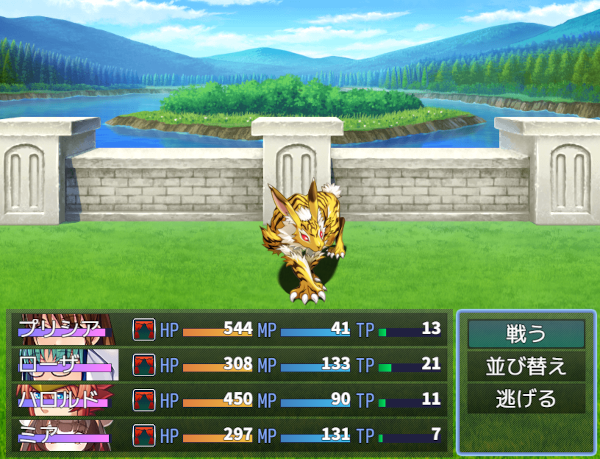 プリシア HP 544 MP 41 TP 13
ローザ HP 308 MP 133 TP 21
ハロルド HP 450 MP 90 TP 11
ミアー HP 297 MP 131 TP 7
戦う
並び替え
逃げる